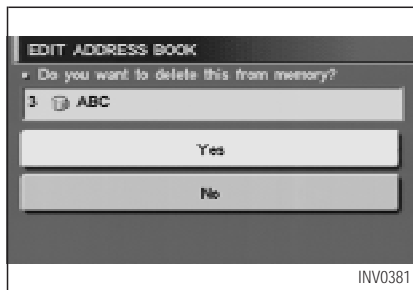 EDIT ADDRESS BOOK
Do you want to delete this from memory?
3 ABC
Yes
No
INV0381